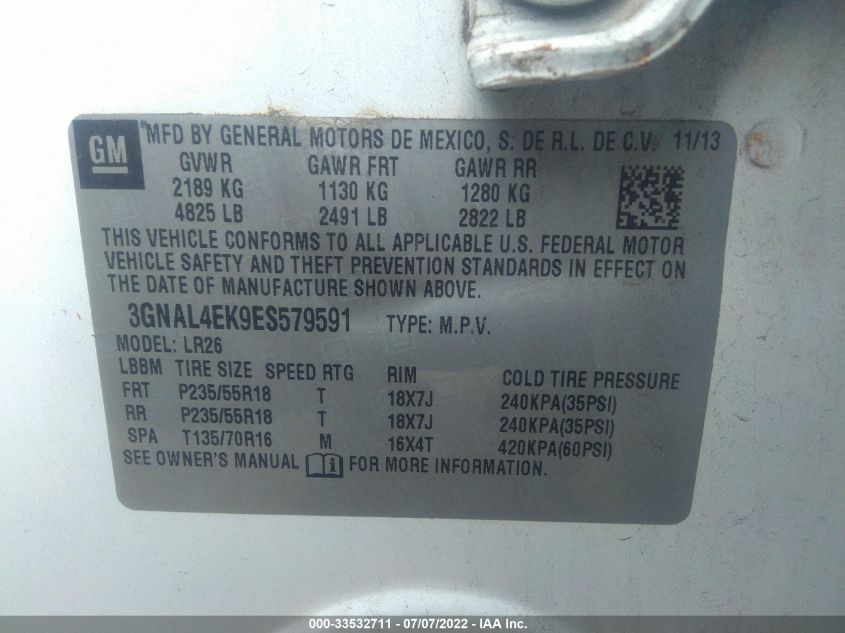 GM
MFD BY GENERAL MOTORS DE MEXICO, S. DE R.L. DE C.V. 11/13
GVWR GAWR FRT GAWR RR
2189 KG 1130 KG 1280 KG
4825 LB 2491 LB 2822 LB
THIS VEHICLE CONFORMS TO ALL APPLICABLE U.S. FEDERAL MOTOR
VEHICLE SAFETY AND THEFT PREVENTION STANDARDS IN EFFECT ON
THE DATE OF MANUFACTURE SHOWN ABOVE.
3GNAL4EK9ES579591 TYPE: M.P.V.
MODEL: LR26
LBBM TIRE SIZE SPEED RTG RIM COLD TIRE PRESSURE
FRT P235/55R18 T 18X7J 240KPA(35PSI)
RR P235/55R18 T 18X7J 240KPA(35PSI)
SPA T135/70R16 M 16X4T 420KPA(60PSI)
SEE OWNER'S MANUAL i FOR MORE INFORMATION.
000-33532711 - 07/07/2022 - IAA Inc.